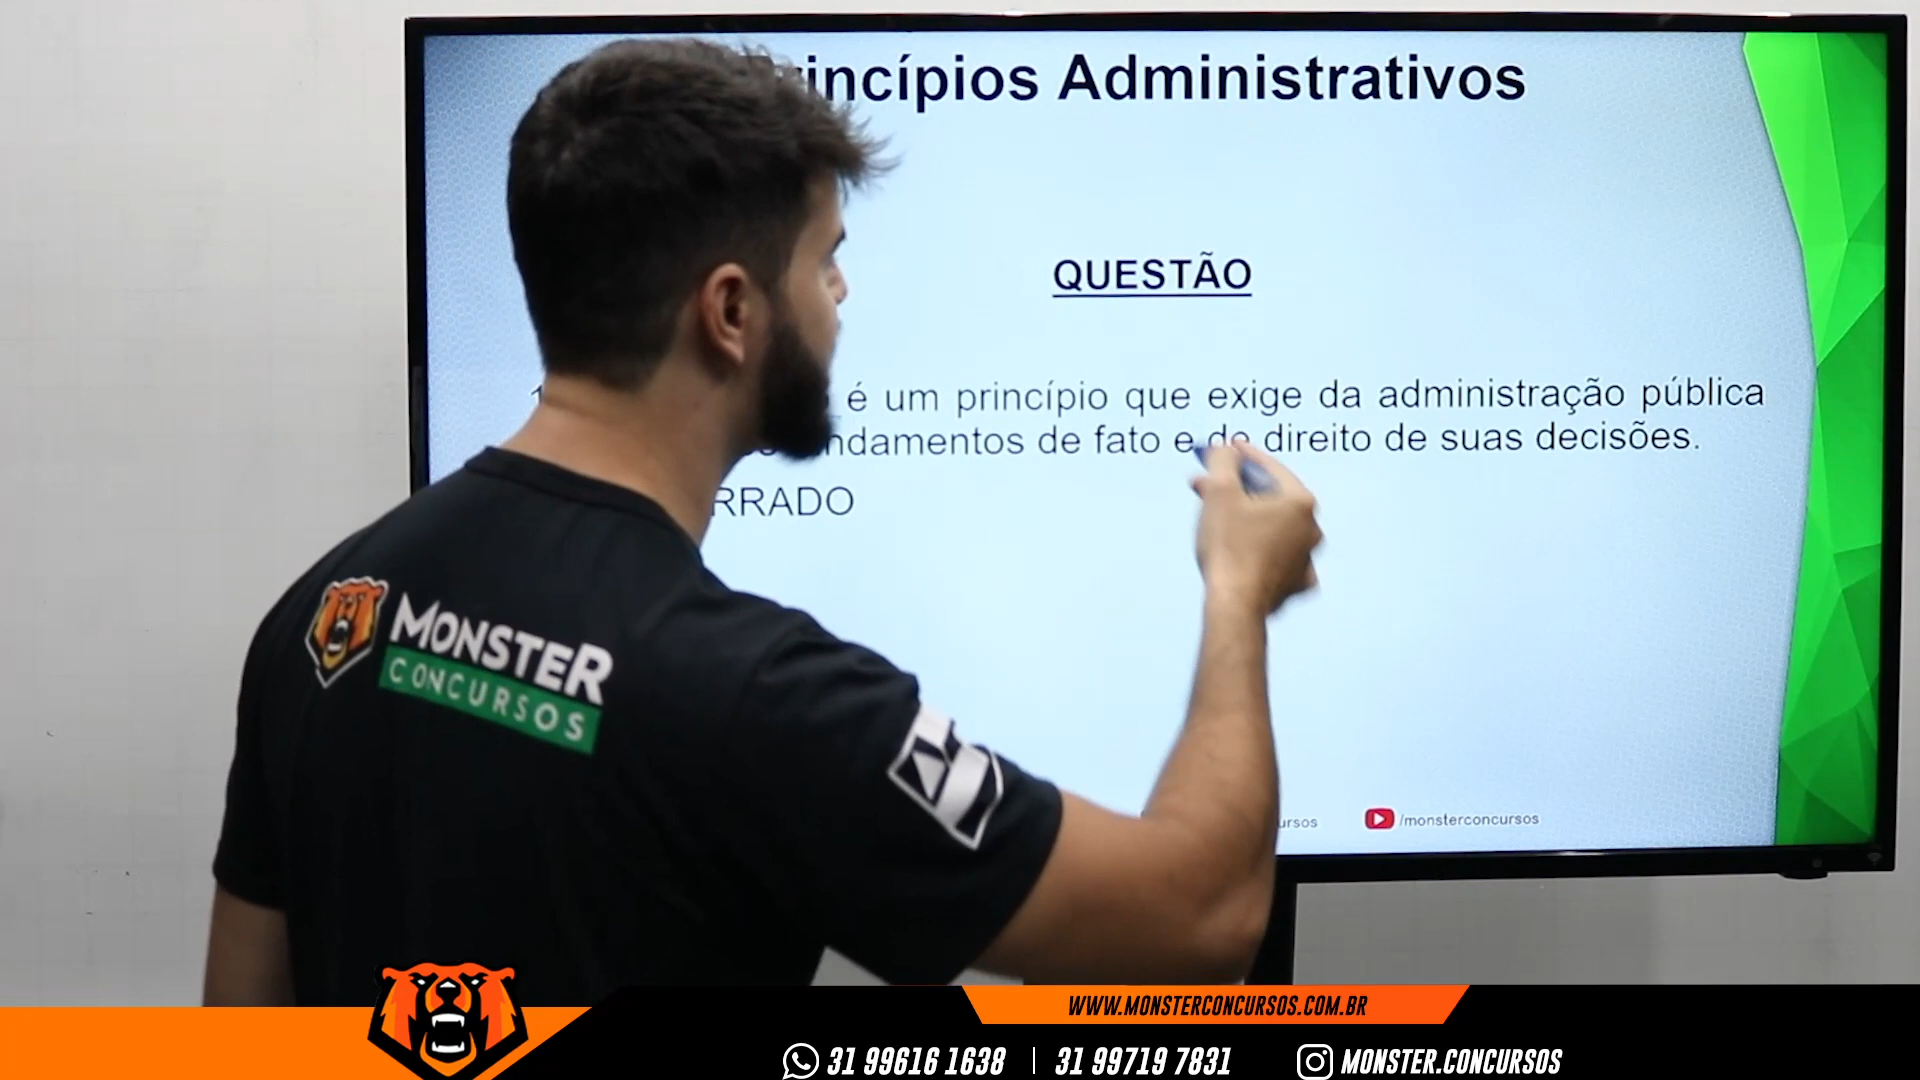 incípios Administrativos
QUESTÃO
é um princípio que exige da administração pública
ndamentos de fato e de direito de suas decisões.
RRADO
MONSTER
CONCURSOS
ursos /monsterconcursos
WWW.MONSTERCONCURSOS.COM.BR
31 99616 1638 | 31 99719 7831 MONSTER.CONCURSOS